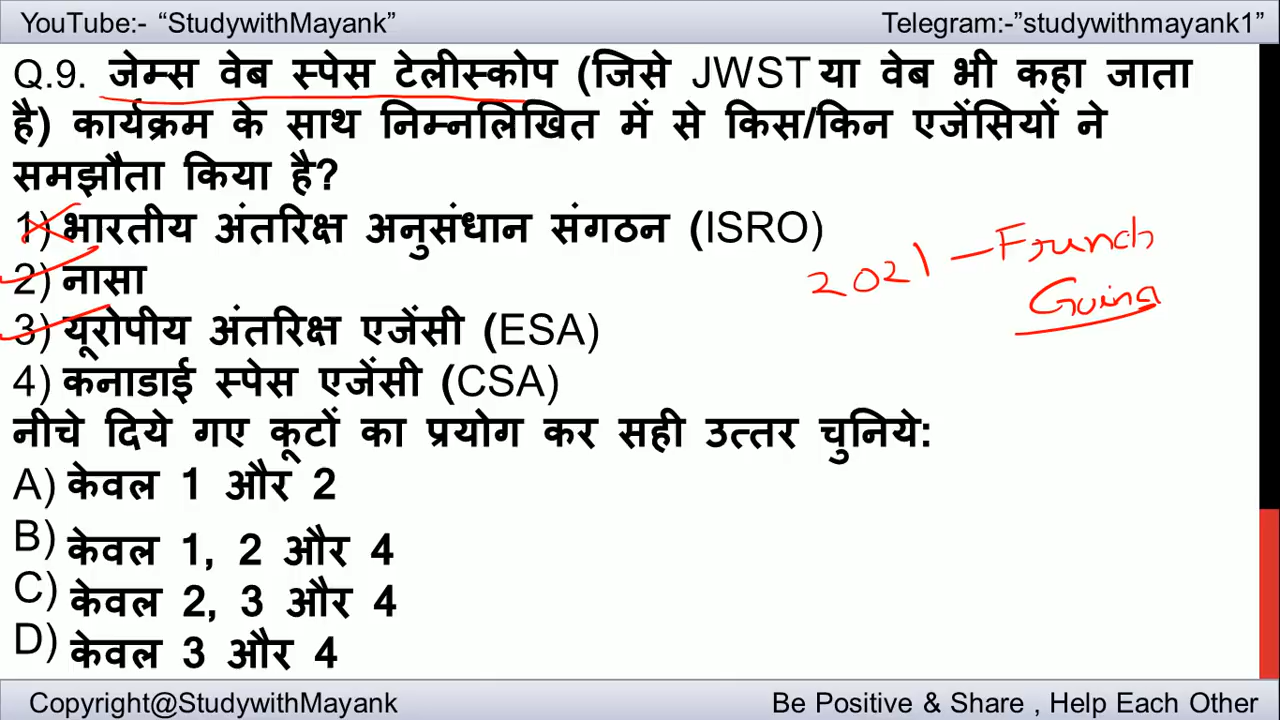 YouTube:- “StudywithMayank”
Telegram:-”studywithmayank1”
Q.9. जेम्स वेब स्पेस टेलीस्कोप (जिसे JWST या वेब भी कहा जाता
है) कार्यक्रम के साथ निम्नलिखित में से किस/किन एजेंसियों ने
समझौता किया है?
1) भारतीय अंतरिक्ष अनुसंधान संगठन (ISRO)
2) नासा
3) यूरोपीय अंतरिक्ष एजेंसी (ESA)
4) कनाडाई स्पेस एजेंसी (CSA)
2021 – French
Guina
नीचे दिये गए कूटों का प्रयोग कर सही उत्तर चुनिये:
A) केवल 1 और 2
B) केवल 1, 2 और 4
C) केवल 2, 3 और 4
D) केवल 3 और 4
Copyright@StudywithMayank
Be Positive & Share , Help Each Other